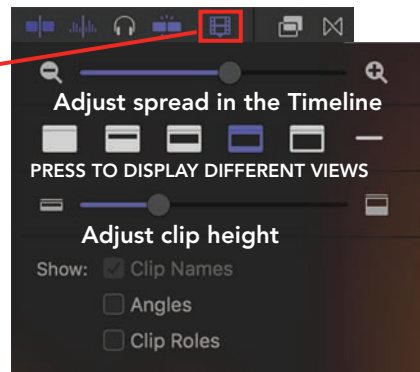 Adjust spread in the Timeline
PRESS TO DISPLAY DIFFERENT VIEWS
Adjust clip height
Show: Clip Names
Angles
Clip Roles